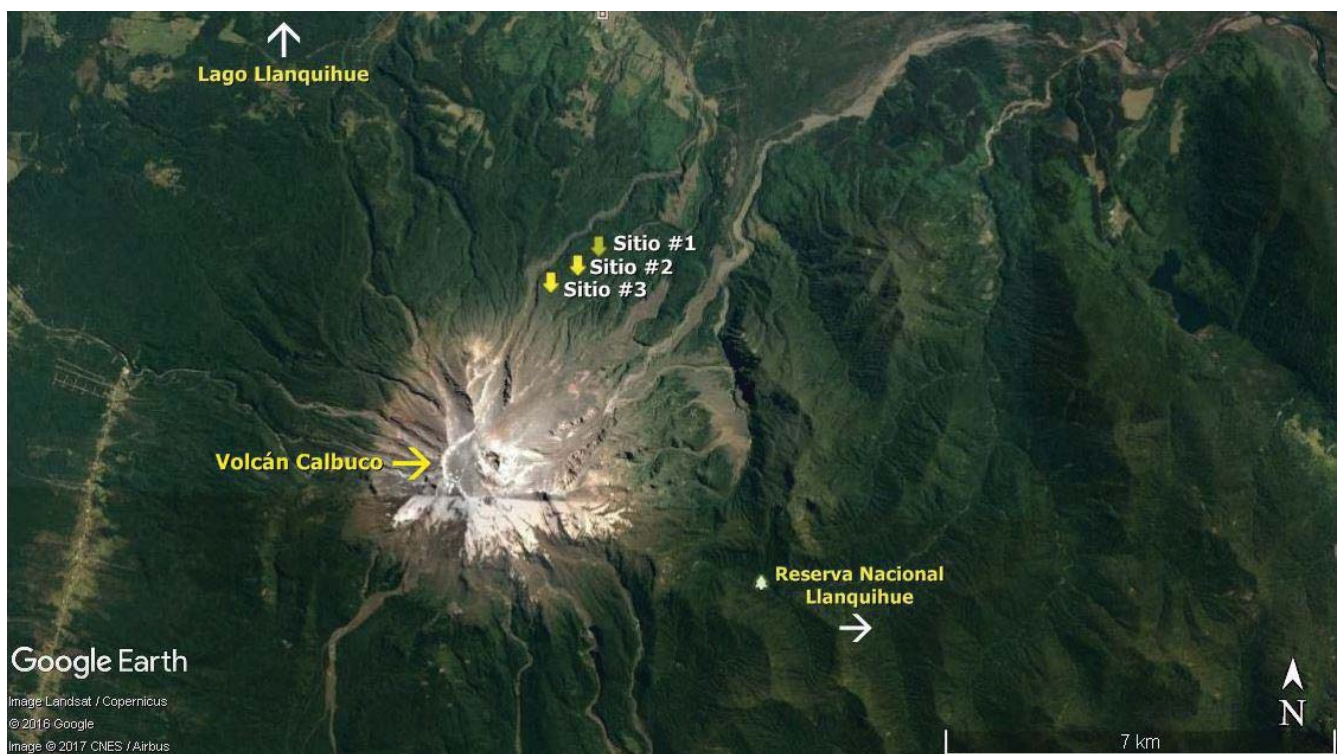 Lago Llanquihue
Sitio #1
Sitio #2
Sitio #3
Volcán Calbuco
Reserva Nacional
Llanquihue
Google Earth
Image Landsat / Copernicus
© 2016 Google
Image © 2017 CNES / Airbus
N
7 km